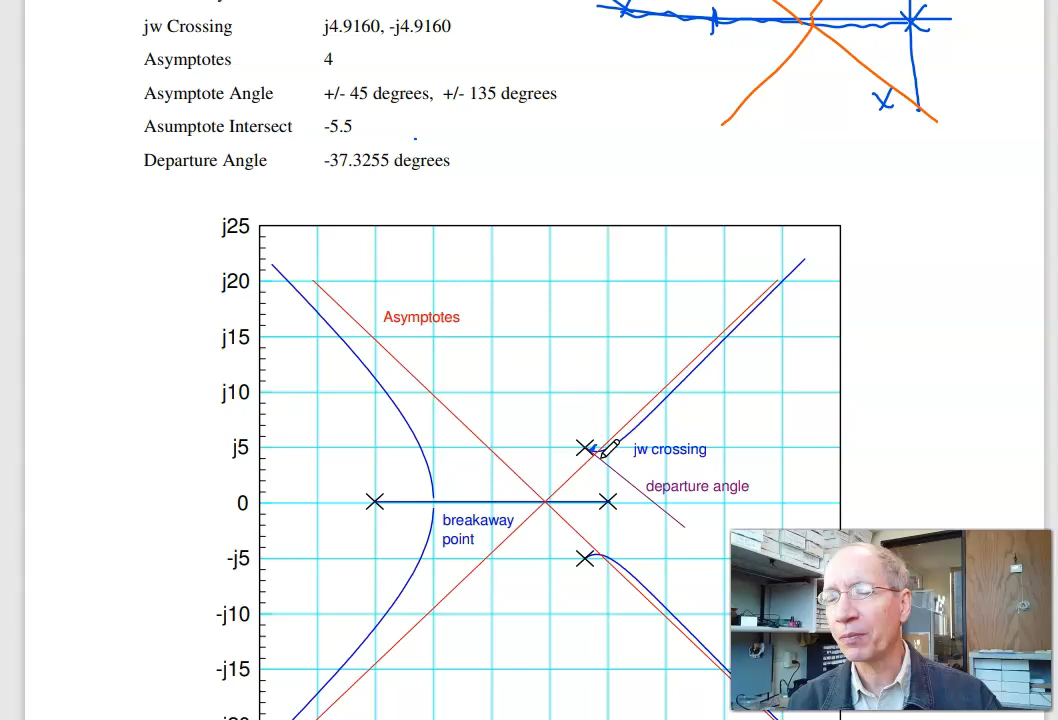 jw Crossing j4.9160, -j4.9160
Asymptotes 4
Asymptote Angle +/- 45 degrees, +/- 135 degrees
Asumptote Intersect -5.5
Departure Angle -37.3255 degrees
j25
j20
Asymptotes
j15
j10
j5
jw crossing
departure angle
0
breakaway
point
-j5
-j10
-j15